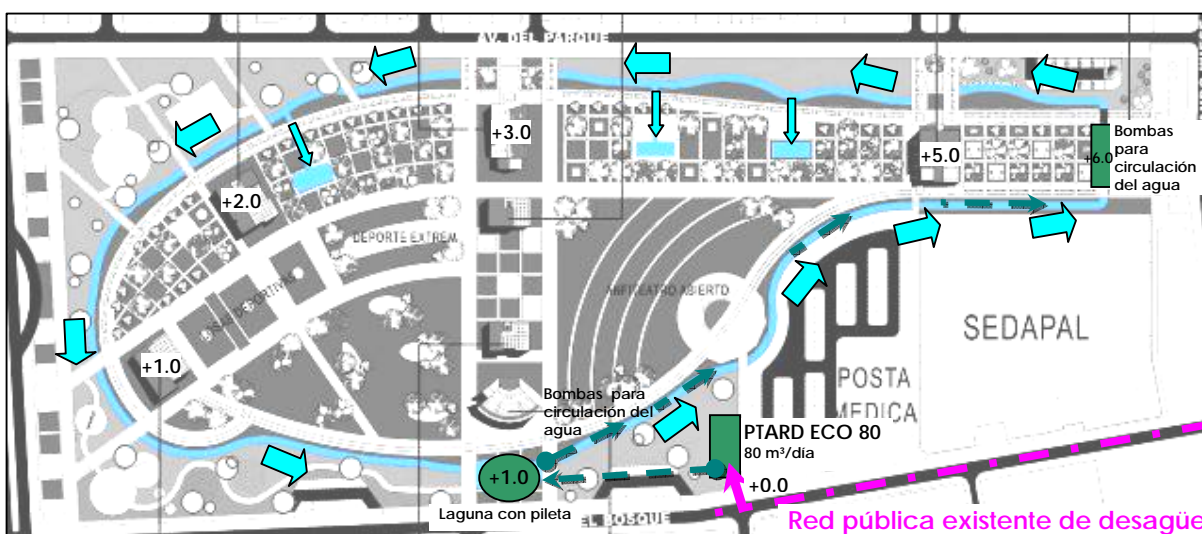 AV. DEL PARQUE
+3.0
+5.0
+6.0
Bombas
para
circulación
del agua
+2.0
DEPORTE EXTREM
ANFITEATRO ABIERTO
LOSAS DEPORTIVAS
SEDAPAL
+1.0
POSTA
MEDICA
Bombas para
circulación del
agua
PTARD ECO 80
80 m³/día
+1.0
+0.0
Laguna con pileta
EL BOSQUE
Red pública existente de desagüe